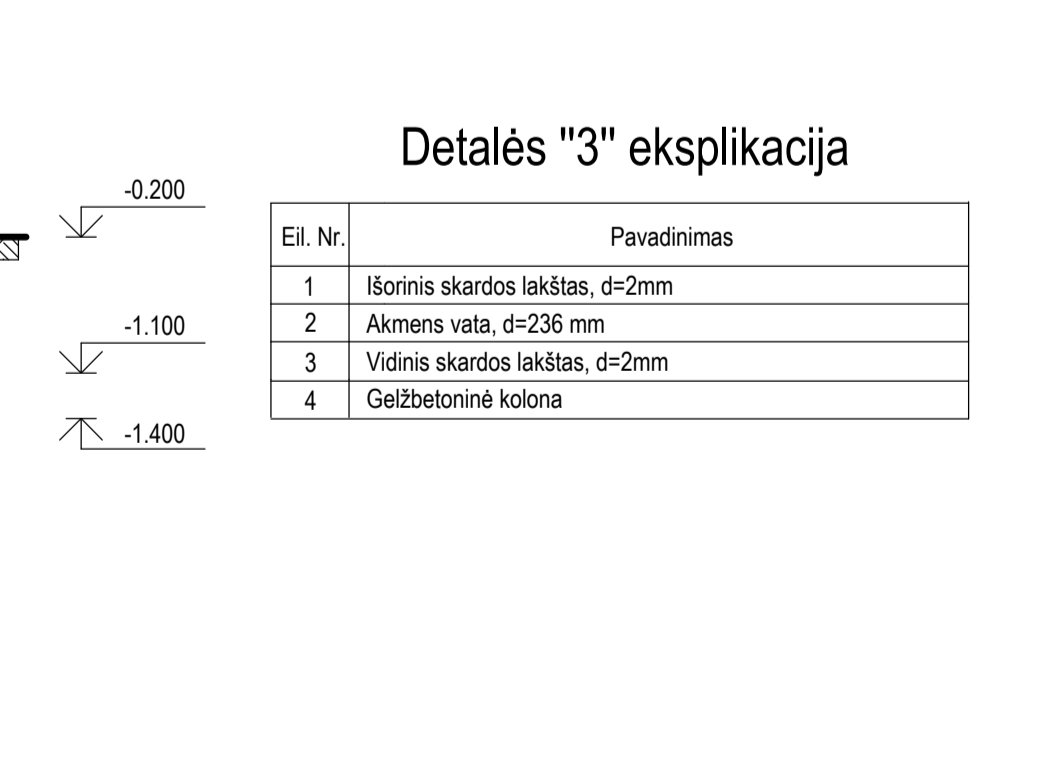 Detalės "3" eksplikacija
-0.200
-1.100
-1.400
Eil. Nr. Pavadinimas
1 Išorinis skardos lakštas, d=2mm
2 Akmens vata, d=236 mm
3 Vidinis skardos lakštas, d=2mm
4 Gelžbetoninė kolona